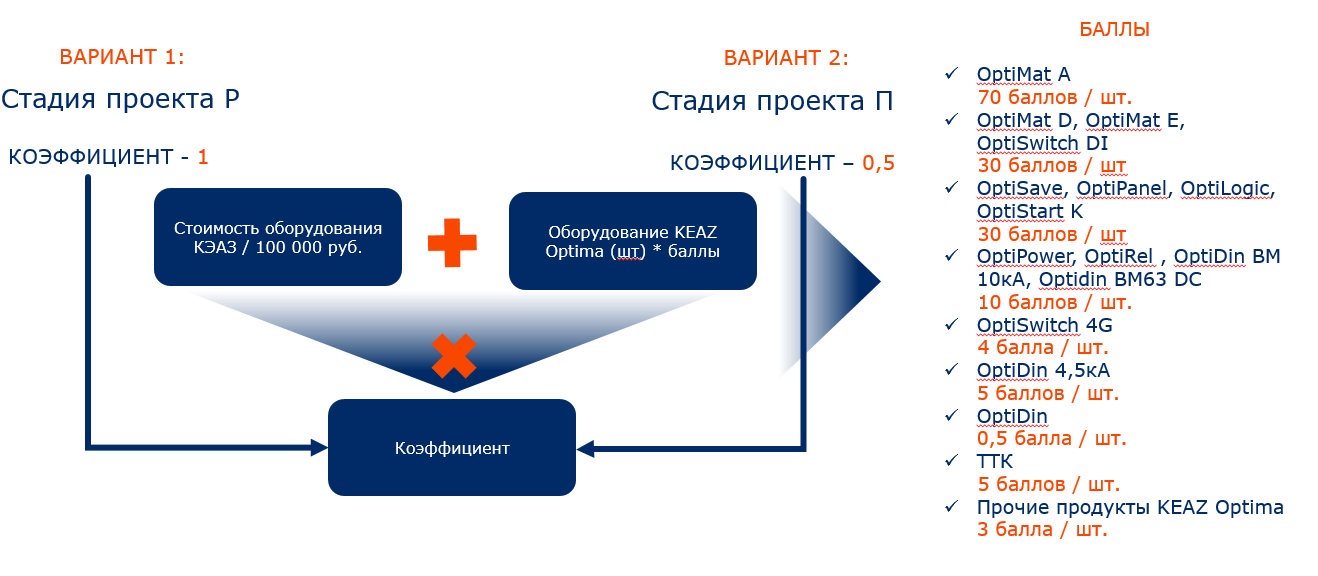 ВАРИАНТ 1:
Стадия проекта Р
КОЭФФИЦИЕНТ - 1
ВАРИАНТ 2:
Стадия проекта П
КОЭФФИЦИЕНТ – 0,5
Стоимость оборудования
КЭАЗ / 100 000 руб.
Оборудование KEAZ
Optima (шт) * баллы
Коэффициент
БАЛЛЫ
OptiMat A
70 баллов / шт.
OptiMat D, OptiMat E,
OptiSwitch DI
30 баллов / шт
OptiSave, OptiPanel, OptiLogic,
OptiStart K
30 баллов / шт
OptiPower, OptiRel , OptiDin ВМ
10кА, Optidin ВМ63 DC
10 баллов / шт.
OptiSwitch 4G
4 балла / шт.
OptiDin 4,5кА
5 баллов / шт.
OptiDin
0,5 балла / шт.
ТТК
5 баллов / шт.
Прочие продукты KEAZ Optima
3 балла / шт.